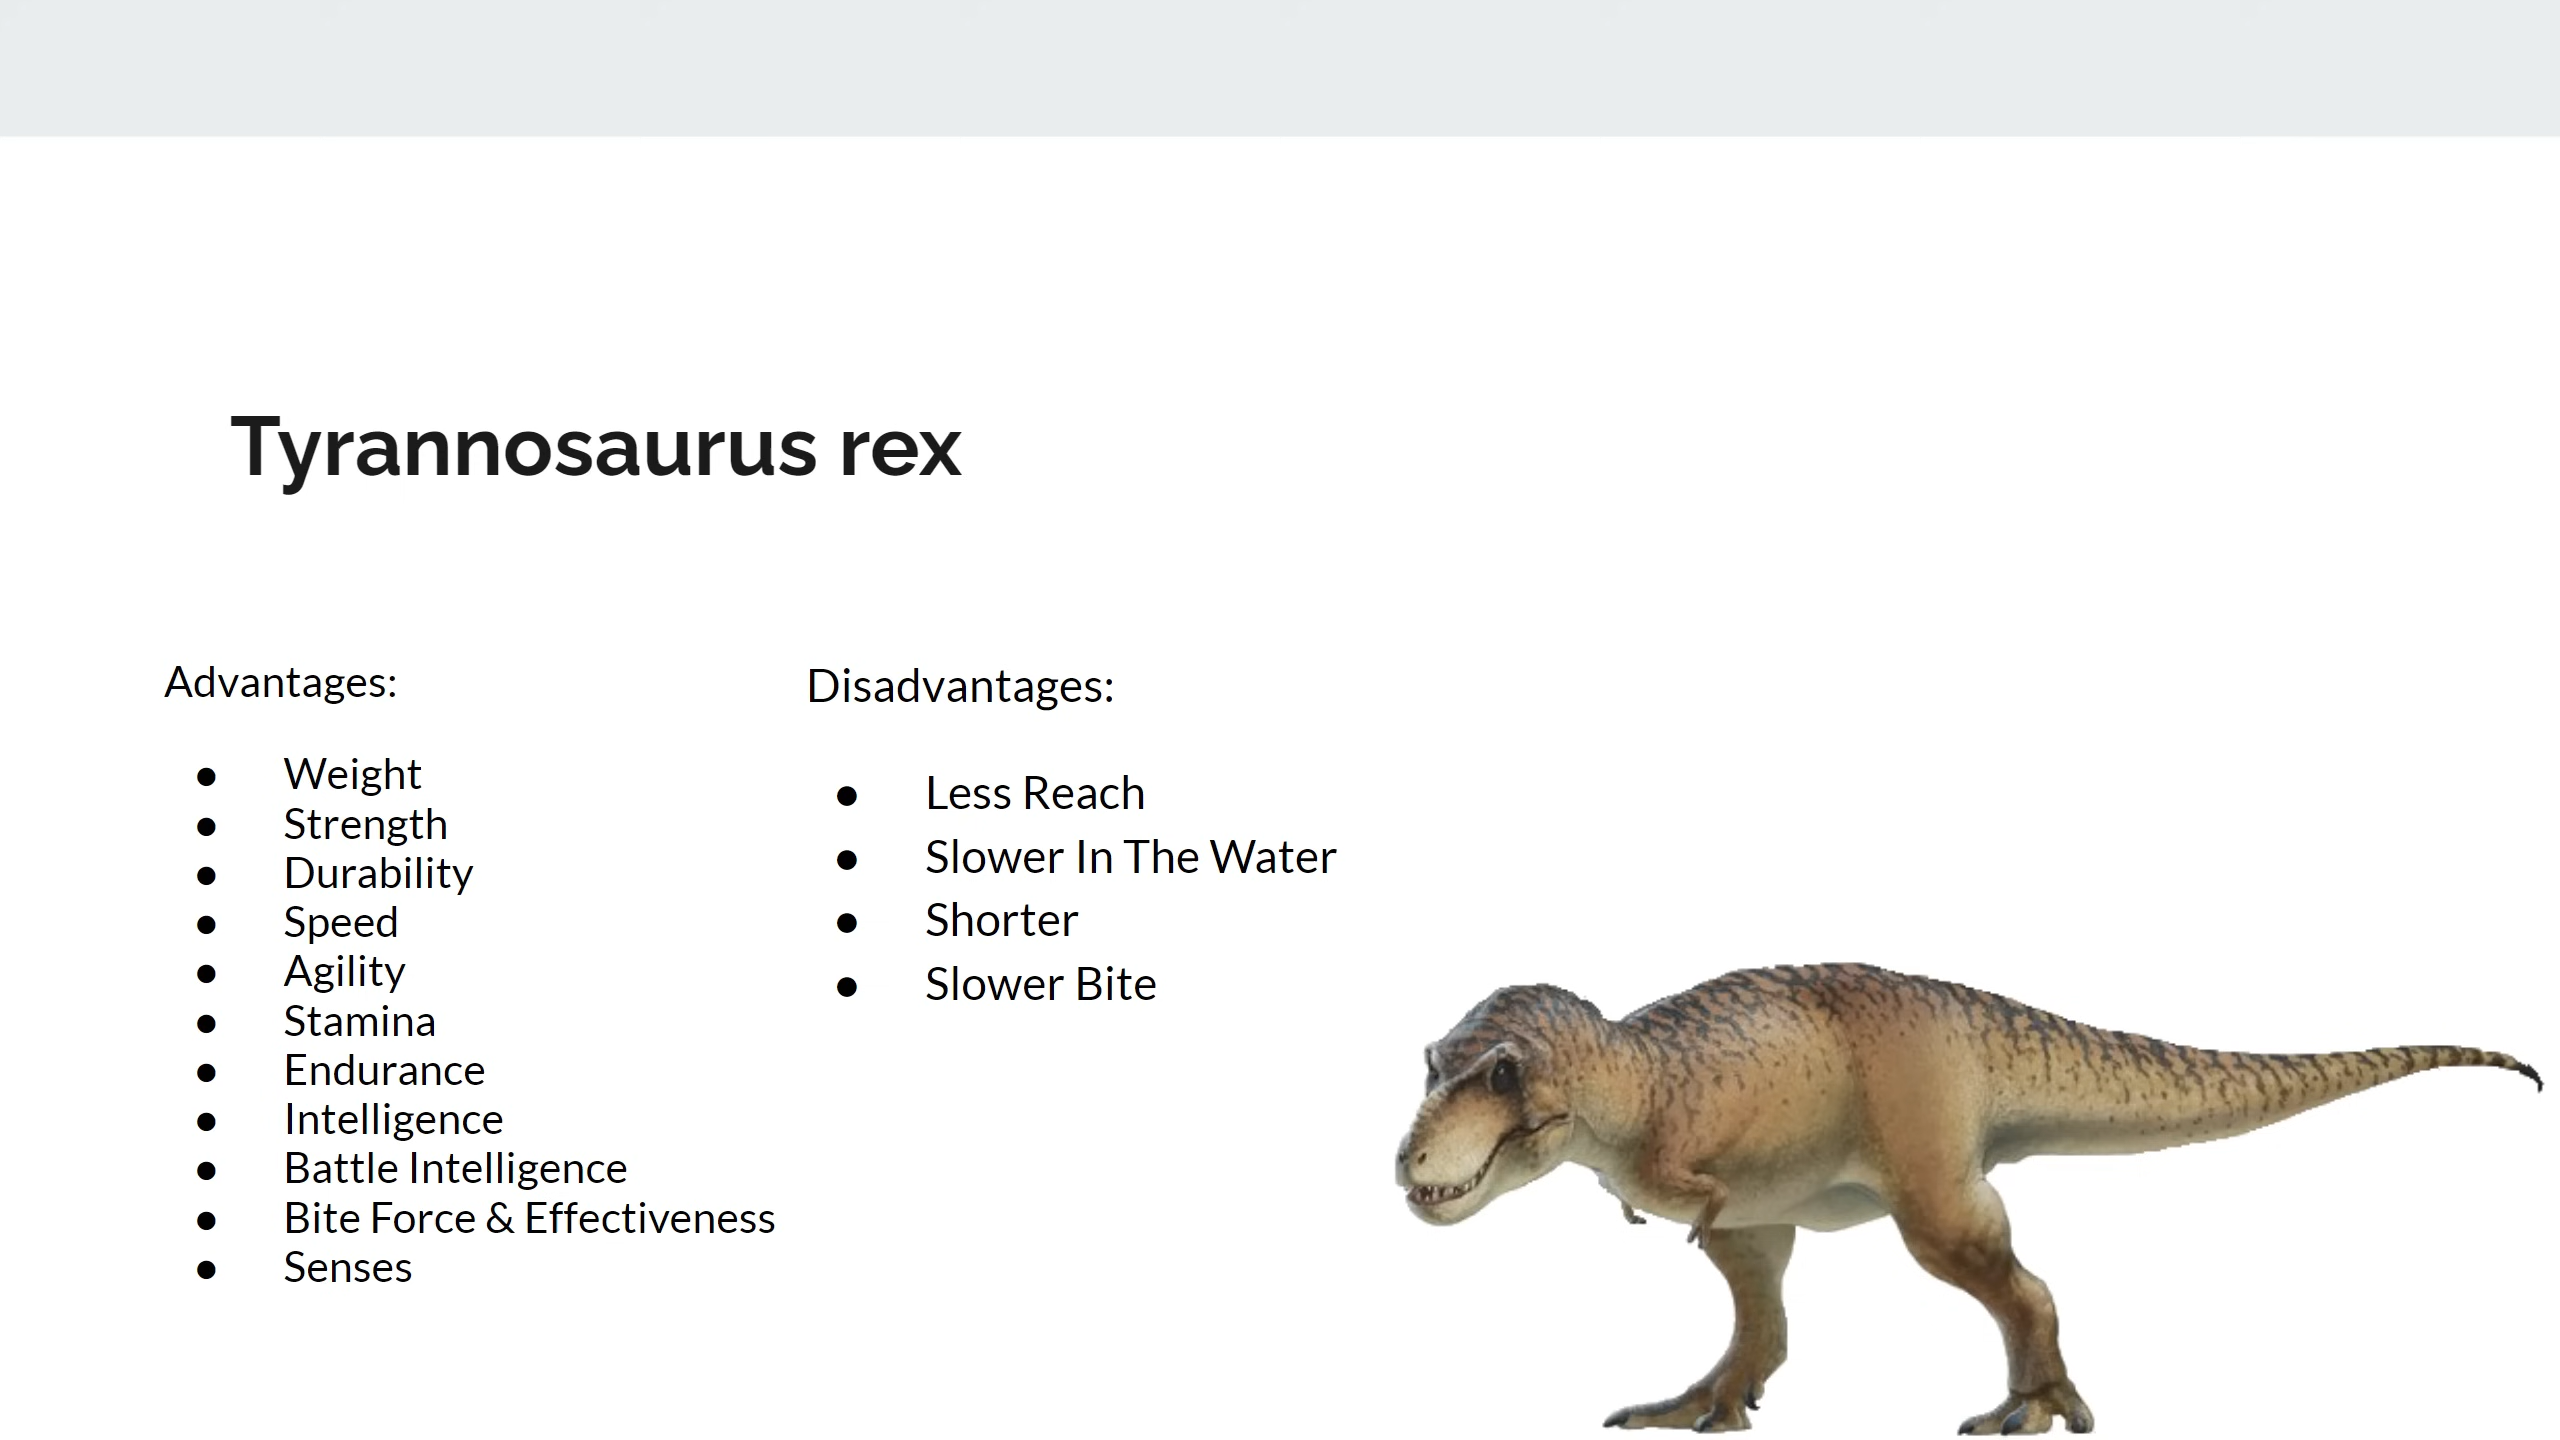 Tyrannosaurus rex
Advantages:
● Weight
● Strength
● Durability
● Speed
● Agility
● Stamina
● Endurance
● Intelligence
● Battle Intelligence
● Bite Force & Effectiveness
● Senses
Disadvantages:
● Less Reach
● Slower In The Water
● Shorter
● Slower Bite